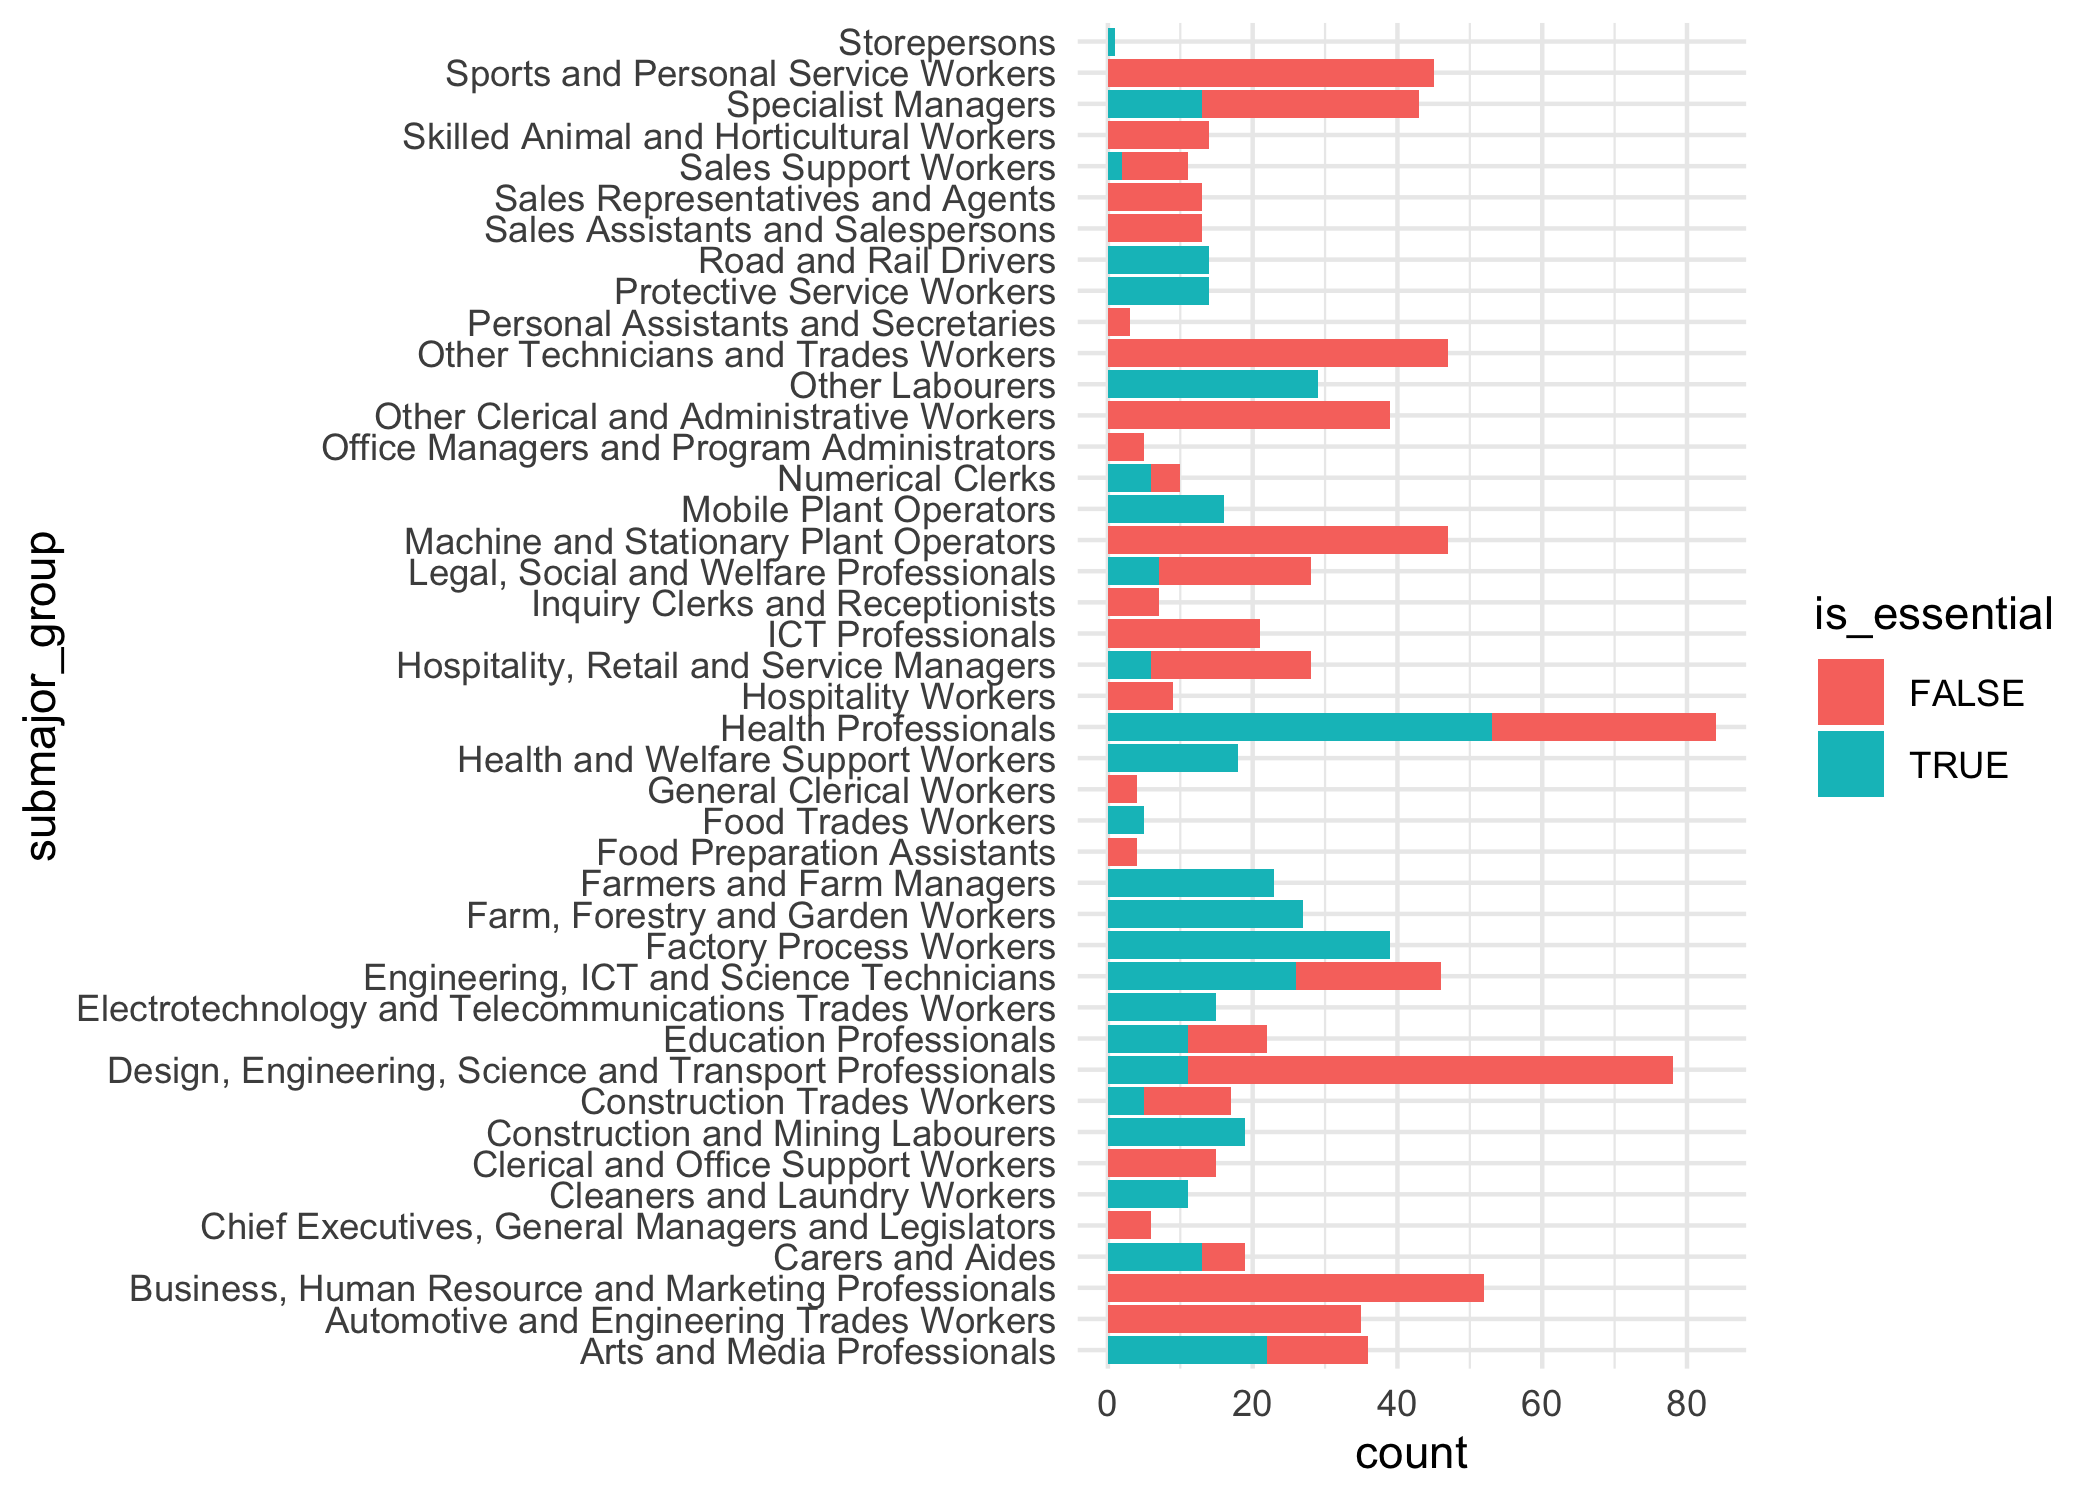 Storepersons
Sports and Personal Service Workers
Specialist Managers
Skilled Animal and Horticultural Workers
Sales Support Workers
Sales Representatives and Agents
Sales Assistants and Salespersons
Road and Rail Drivers
Protective Service Workers
Personal Assistants and Secretaries
Other Technicians and Trades Workers
Other Labourers
Other Clerical and Administrative Workers
Office Managers and Program Administrators
Numerical Clerks
Mobile Plant Operators
Machine and Stationary Plant Operators
Legal, Social and Welfare Professionals
Inquiry Clerks and Receptionists
ICT Professionals
Hospitality, Retail and Service Managers
Hospitality Workers
Health Professionals
Health and Welfare Support Workers
General Clerical Workers
Food Trades Workers
Food Preparation Assistants
Farmers and Farm Managers
Farm, Forestry and Garden Workers
Factory Process Workers
Engineering, ICT and Science Technicians
Electrotechnology and Telecommunications Trades Workers
Education Professionals
Design, Engineering, Science and Transport Professionals
Construction Trades Workers
Construction and Mining Labourers
Clerical and Office Support Workers
Cleaners and Laundry Workers
Chief Executives, General Managers and Legislators
Carers and Aides
Business, Human Resource and Marketing Professionals
Automotive and Engineering Trades Workers
Arts and Media Professionals
submajor_group
0 20 40 60 80
count
is_essential
FALSE
TRUE